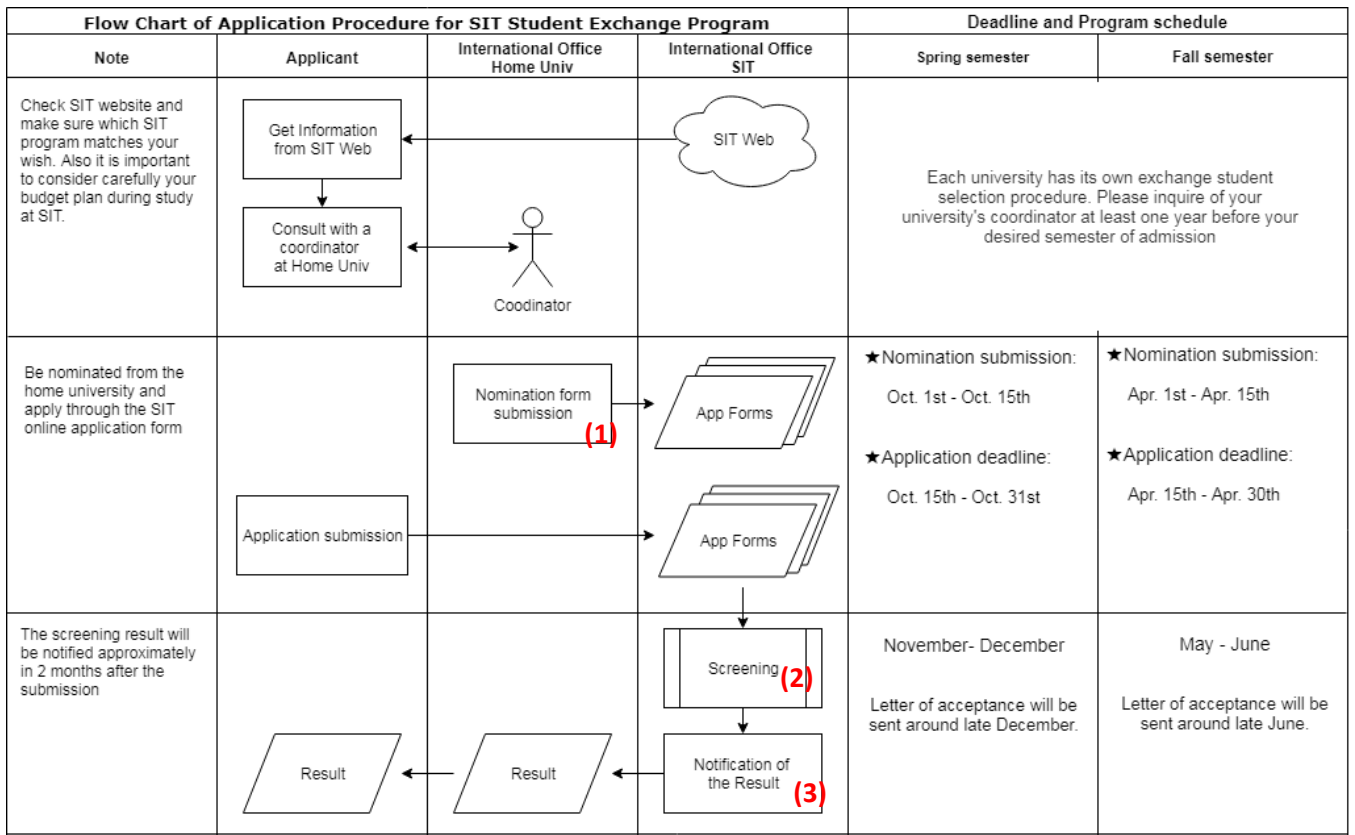 Flow Chart of Application Procedure for SIT Student Exchange Program
Deadline and Program schedule
Note
Applicant
International Office
Home Univ
International Office
SIT
Spring semester
Fall semester
Check SIT website and
make sure which SIT
program matches your
wish. Also it is important
to consider carefully your
budget plan during study
at SIT.
Get Information
from SIT Web
SIT Web
Consult with a
coordinator
at Home Univ
Coodinator
Each university has its own exchange student
selection procedure. Please inquire of your
university's coordinator at least one year before your
desired semester of admission
Be nominated from the
home university and
apply through the SIT
online application form
Nomination form
submission
(1)
App Forms
Application submission
App Forms
★Nomination submission:
Oct. 1st - Oct. 15th
★Application deadline:
Oct. 15th - Oct. 31st
★Nomination submission:
Apr. 1st - Apr. 15th
★Application deadline:
Apr. 15th - Apr. 30th
The screening result will
be notified approximately
in 2 months after the
submission
Screening
(2)
Notification of
the Result
(3)
Result
Result
November- December
Letter of acceptance will be
sent around late December.
May - June
Letter of acceptance will be
sent around late June.